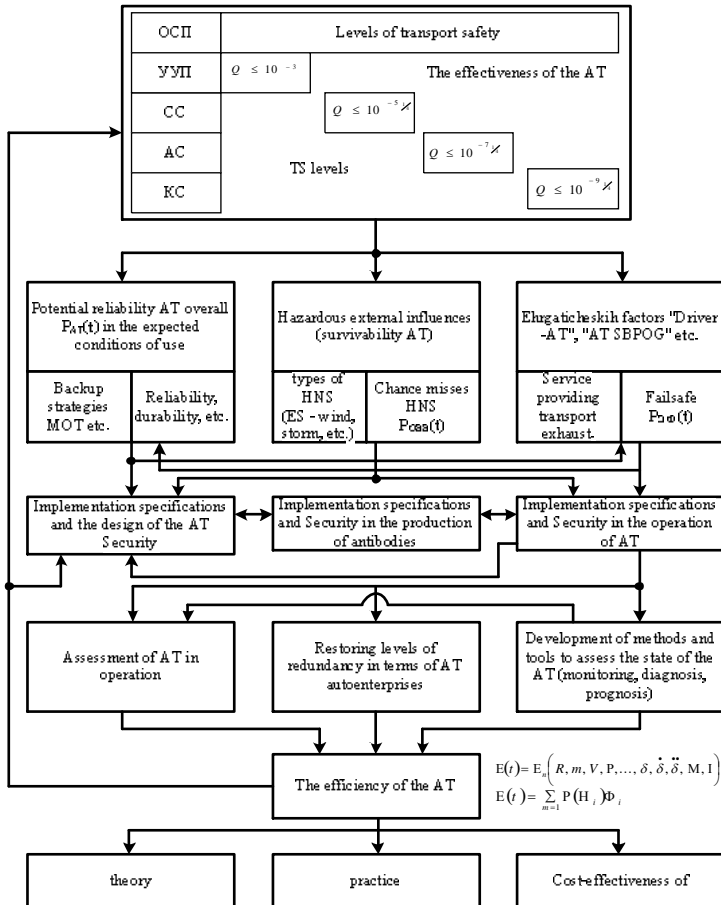 ОСП
Levels of transport safety
УУП
Q ≤ 10 ⁻³
The effectiveness of the AT
СС
Q ≤ 10 ⁻⁵
АС
Q ≤ 10 ⁻⁷
TS levels
КС
Q ≤ 10 ⁻⁹
Potential reliability AT overall
P_AT(t) in the expected
conditions of use
Hazardous external influences
(survivability AT)
Ehrgaticheskih factors "Driver
-AT", "AT SBPOG" etc.
Backup
strategies
MOT etc.
Reliability,
durability, etc.
types of
HNS
(ES - wind,
storm, etc.)
Chance misses
HNS
(t)
Service
providing
transport
exhaust.
Failsafe
(t)
Implementation specifications
and the design of the AT
Security
Implementation specifications
and Security in the production
of antibodies
Implementation specifications
and Security in the operation
of AT
Assessment of AT in
operation
Restoring levels of
redundancy in terms of AT
autoenterprises
Development of methods and
tools to assess the state of the
AT (monitoring, diagnosis,
prognosis)
The efficiency of the AT
E(t) = Eₙ(R, m, V, P, ..., δ, δ̇, δ̈, M, I)
E(t) = ∑ P(H ᵢ)Φ ᵢ
m=1
theory
practice
Cost-effectiveness of